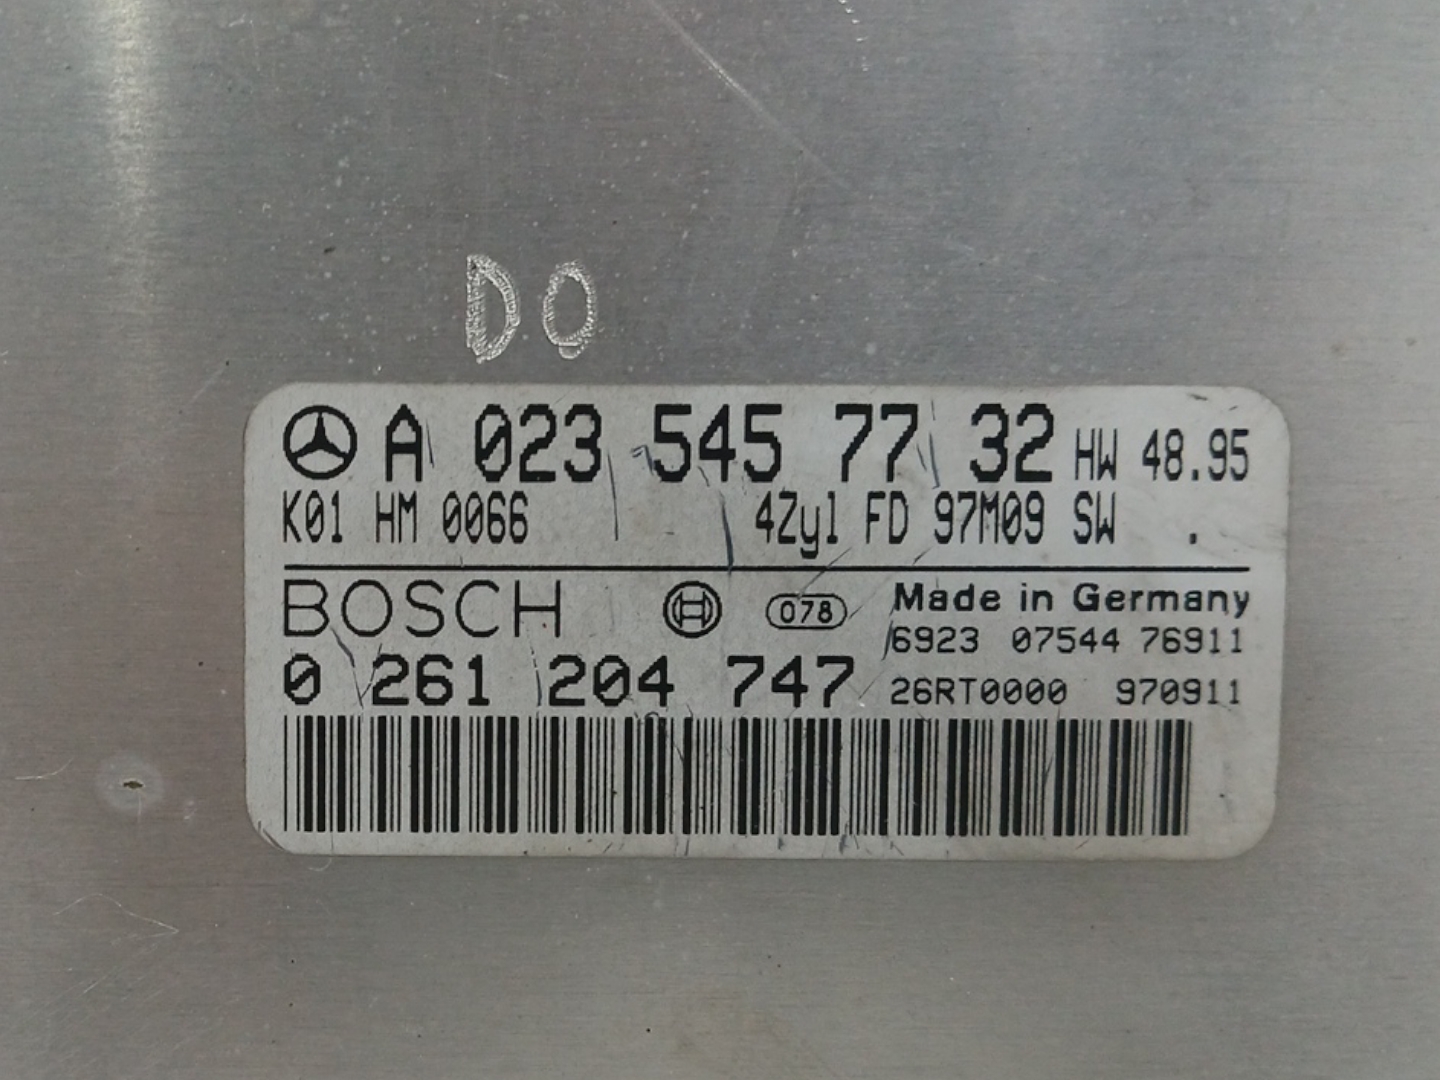 DO
A 023 545 77 32 HW 48.95
K01 HM 0066 4Zyl FD 97M09 SW .
BOSCH 078 Made in Germany
6923 07544 76911
0 261 204 747 26RT0000 970911